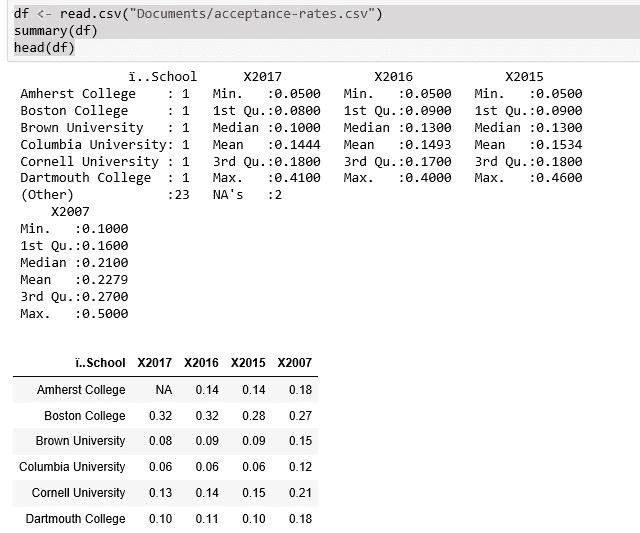 df <- read.csv("Documents/acceptance-rates.csv")
summary(df)
head(df)
ï..School X2017 X2016 X2015
Amherst College : 1 Min. :0.0500 Min. :0.0500 Min. :0.0500
Boston College : 1 1st Qu.:0.0800 1st Qu.:0.0900 1st Qu.:0.0900
Brown University : 1 Median :0.1000 Median :0.1300 Median :0.1300
Columbia University: 1 Mean :0.1444 Mean :0.1493 Mean :0.1534
Cornell University : 1 3rd Qu.:0.1800 3rd Qu.:0.1700 3rd Qu.:0.1800
Dartmouth College : 1 Max. :0.4100 Max. :0.4000 Max. :0.4600
(Other) :23 NA's :2
X2007
Min. :0.1000
1st Qu.:0.1600
Median :0.2100
Mean :0.2279
3rd Qu.:0.2700
Max. :0.5000
ï..School X2017 X2016 X2015 X2007
Amherst College NA 0.14 0.14 0.18
Boston College 0.32 0.32 0.28 0.27
Brown University 0.08 0.09 0.09 0.15
Columbia University 0.06 0.06 0.06 0.12
Cornell University 0.13 0.14 0.15 0.21
Dartmouth College 0.10 0.11 0.10 0.18